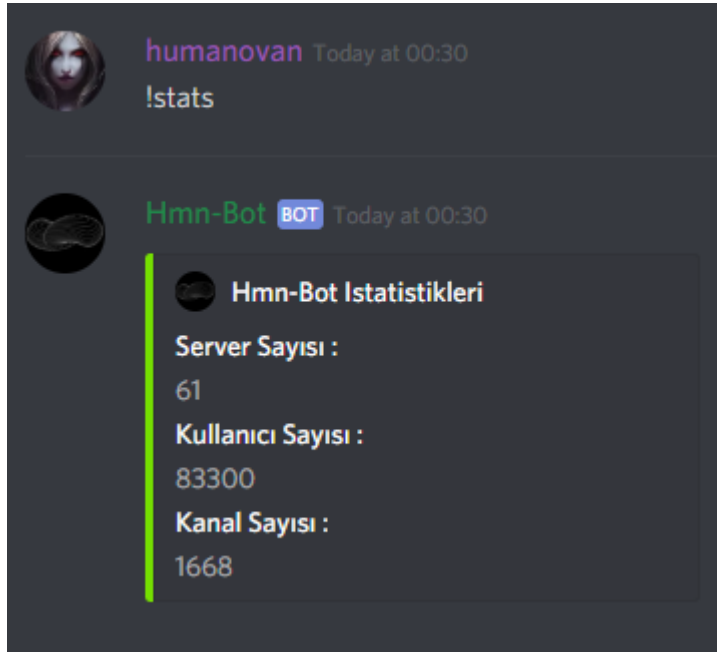 humanovan Today at 00:30
!stats
Hmn-Bot BOT Today at 00:30
Hmn-Bot Istatistikleri
Server Sayısı :
61
Kullanıcı Sayısı :
83300
Kanal Sayısı :
1668